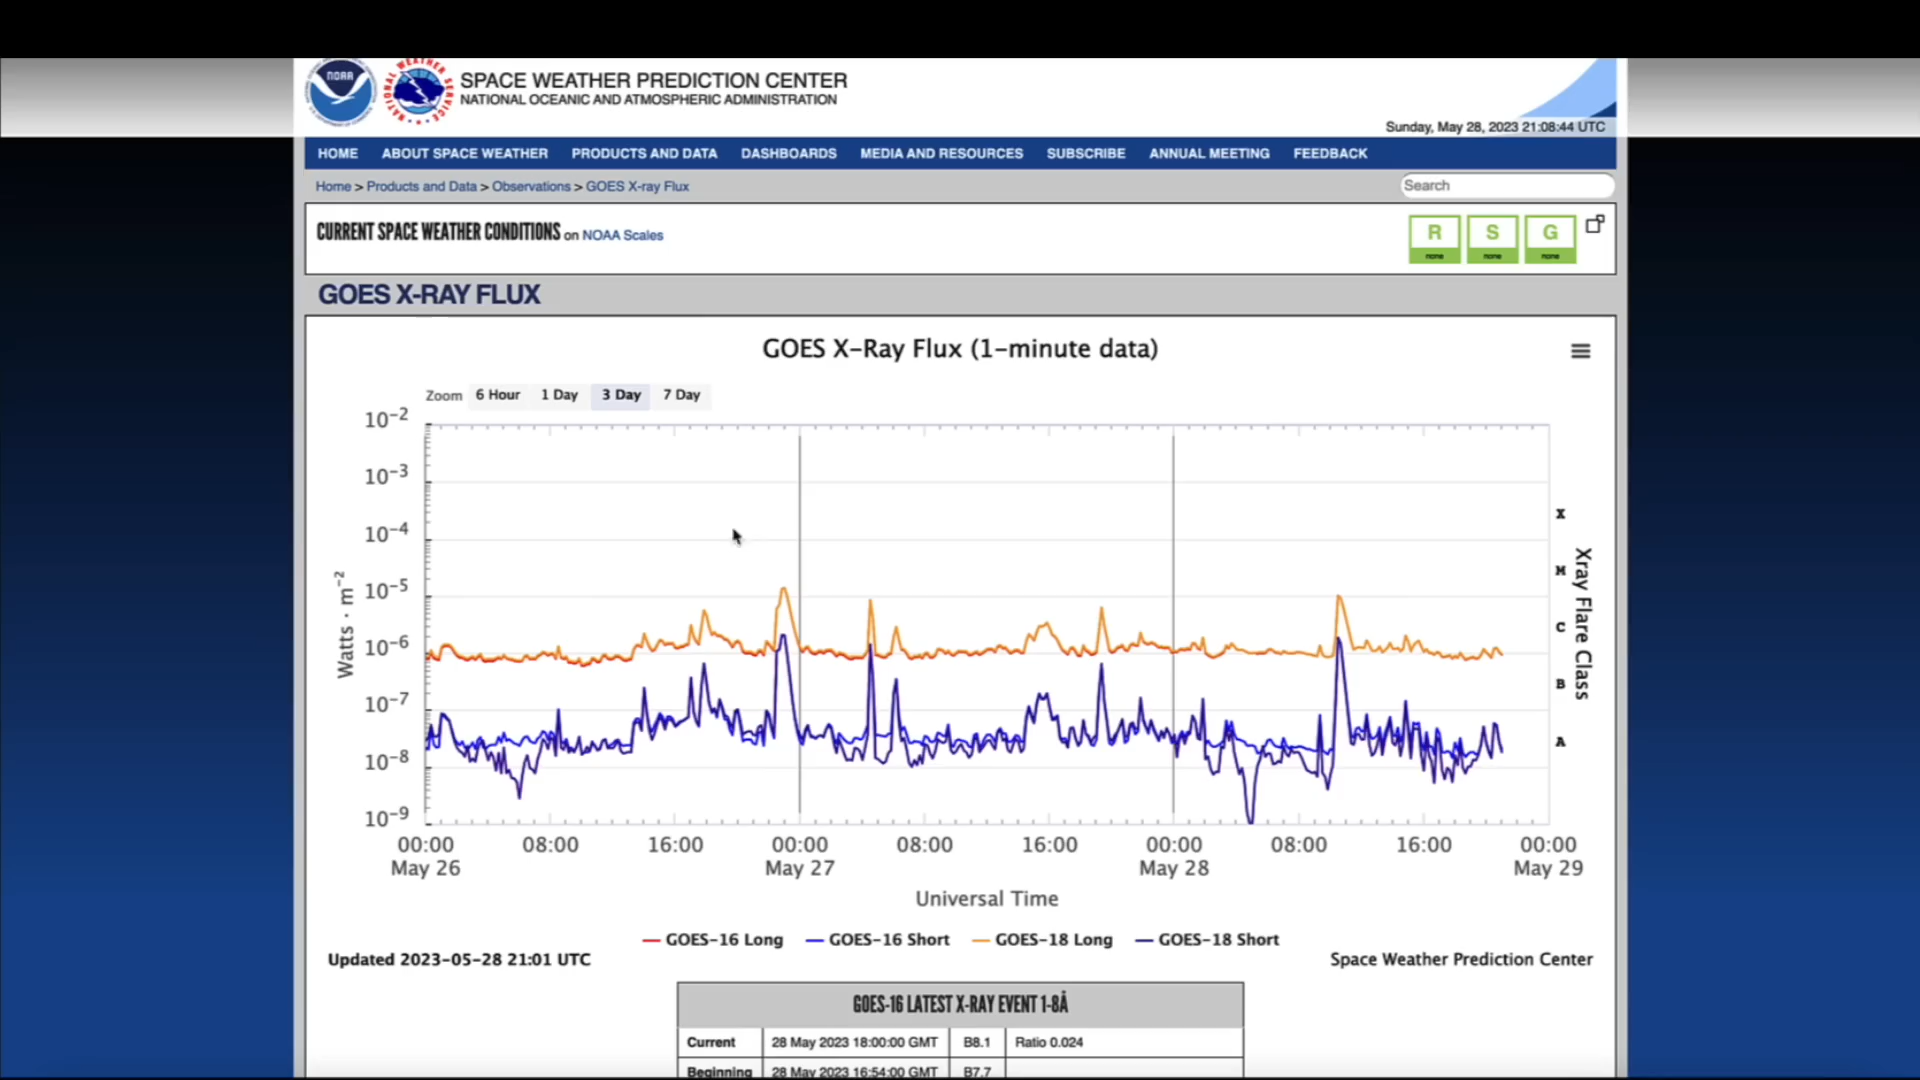 NOAA
NATIONAL WEATHER SERVICE
SPACE WEATHER PREDICTION CENTER
NATIONAL OCEANIC AND ATMOSPHERIC ADMINISTRATION
Sunday, May 28, 2023 21:08:44 UTC
HOME ABOUT SPACE WEATHER PRODUCTS AND DATA DASHBOARDS MEDIA AND RESOURCES SUBSCRIBE ANNUAL MEETING FEEDBACK
Home > Products and Data > Observations > GOES X-ray Flux
Search
CURRENT SPACE WEATHER CONDITIONS on NOAA Scales
R S G
none none none
GOES X-RAY FLUX
GOES X-Ray Flux (1-minute data)
Zoom 6 Hour 1 Day 3 Day 7 Day
10⁻²
10⁻³
10⁻⁴
10⁻⁵
10⁻⁶
10⁻⁷
10⁻⁸
10⁻⁹
Watts · m⁻²
X
M
C
B
A
Xray Flare Class
00:00 08:00 16:00 00:00 08:00 16:00 00:00 08:00 16:00 00:00
May 26 May 27 May 28 May 29
Universal Time
GOES-16 Long GOES-16 Short GOES-18 Long GOES-18 Short
Updated 2023-05-28 21:01 UTC
Space Weather Prediction Center
GOES-16 LATEST X-RAY EVENT 1-8Å
Current 28 May 2023 18:00:00 GMT B8.1 Ratio 0.024
Beginning 28 May 2023 16:54:00 GMT B7.7